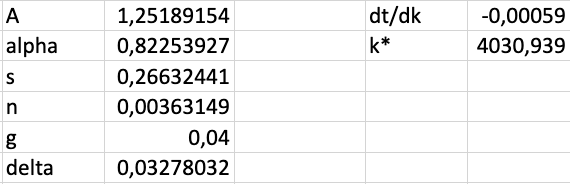 A 1,25189154 dt/dk -0,00059
alpha 0,82253927 k* 4030,939
s 0,26632441
n 0,00363149
g 0,04
delta 0,03278032